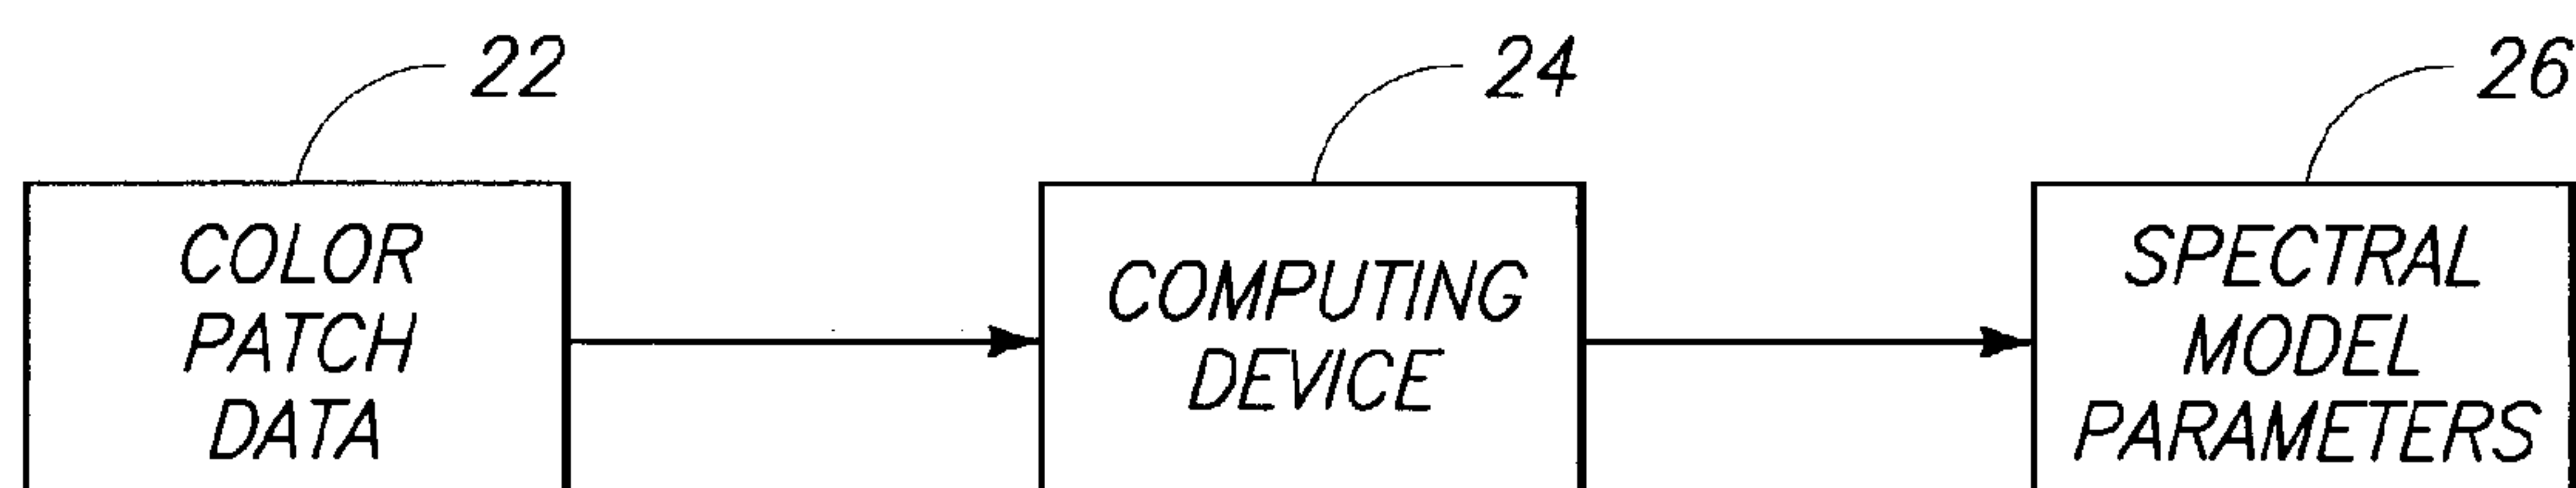 22
24
26
COLOR
PATCH
DATA
COMPUTING
DEVICE
SPECTRAL
MODEL
PARAMETERS